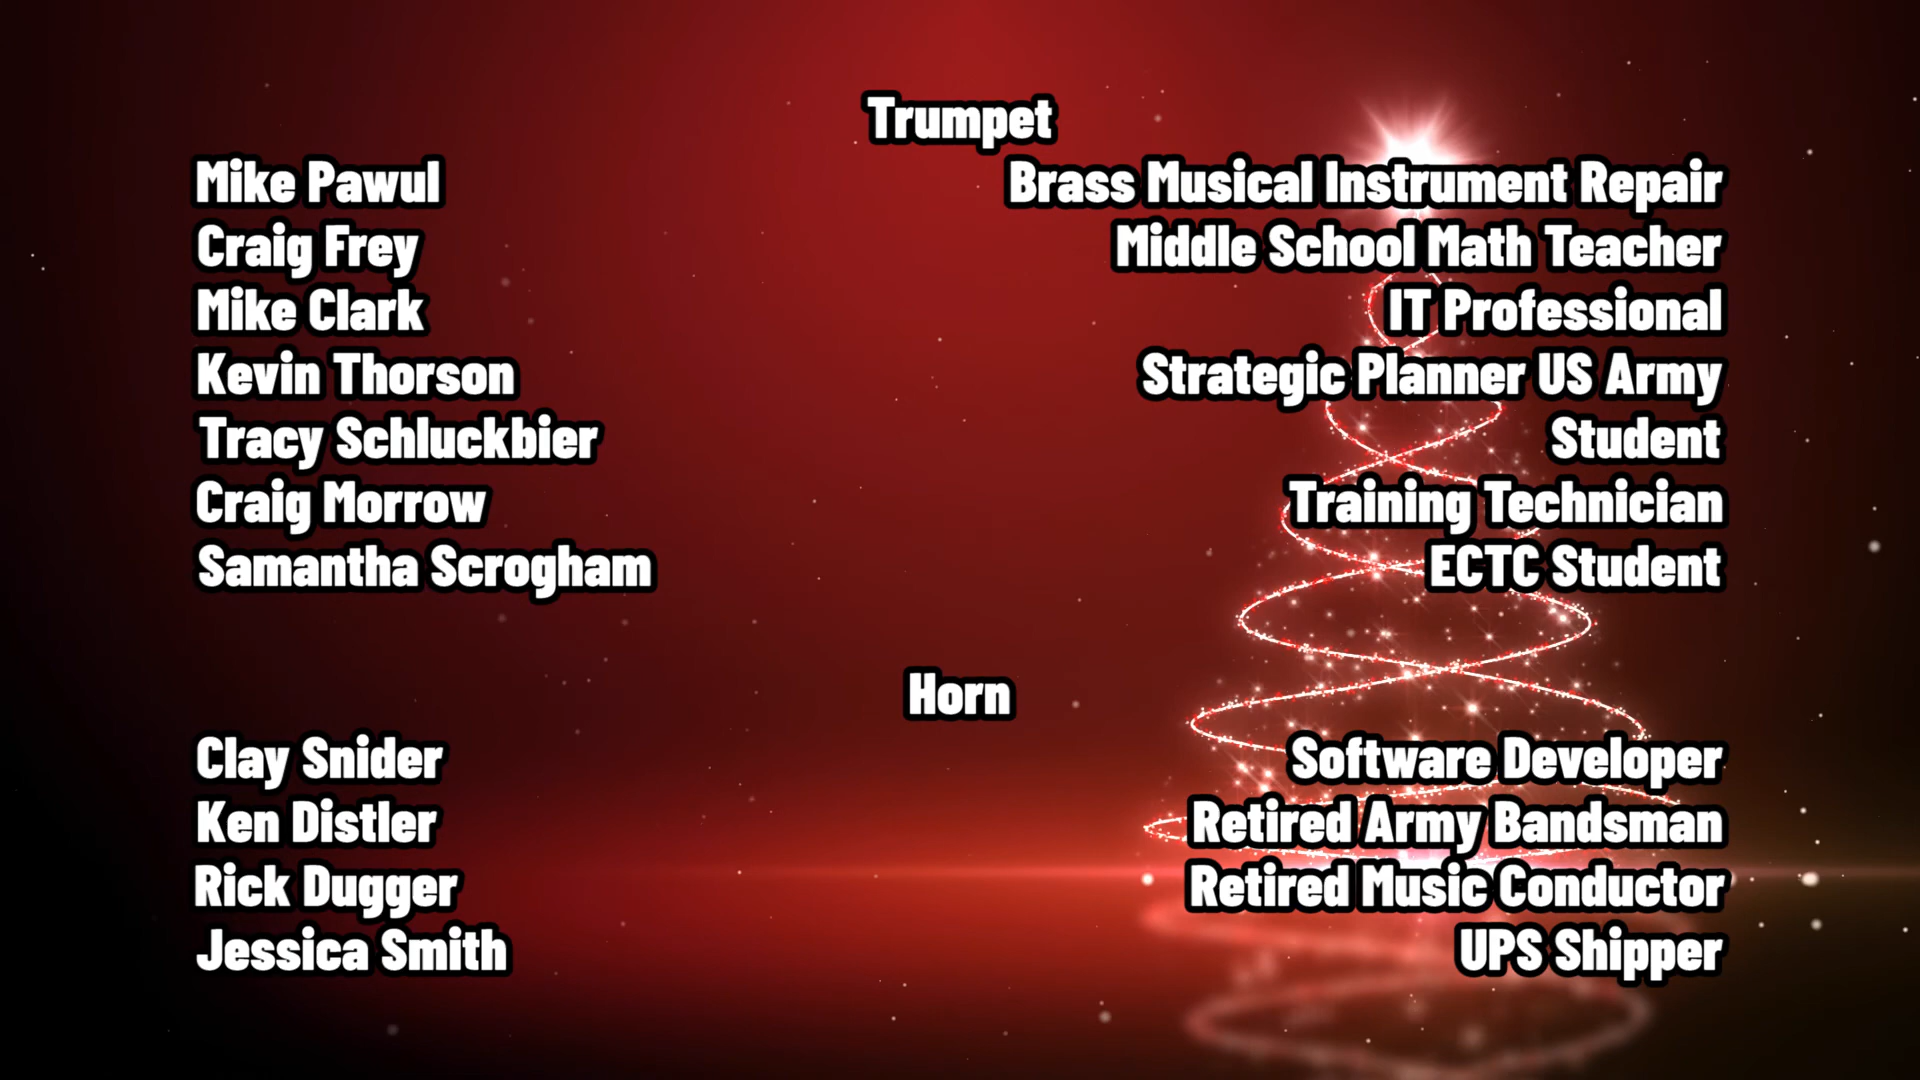 Trumpet
Mike Pawul Brass Musical Instrument Repair
Craig Frey Middle School Math Teacher
Mike Clark IT Professional
Kevin Thorson Strategic Planner US Army
Tracy Schluckbier Student
Craig Morrow Training Technician
Samantha Scrogham ECTC Student
Horn
Clay Snider Software Developer
Ken Distler Retired Army Bandsman
Rick Dugger Retired Music Conductor
Jessica Smith UPS Shipper